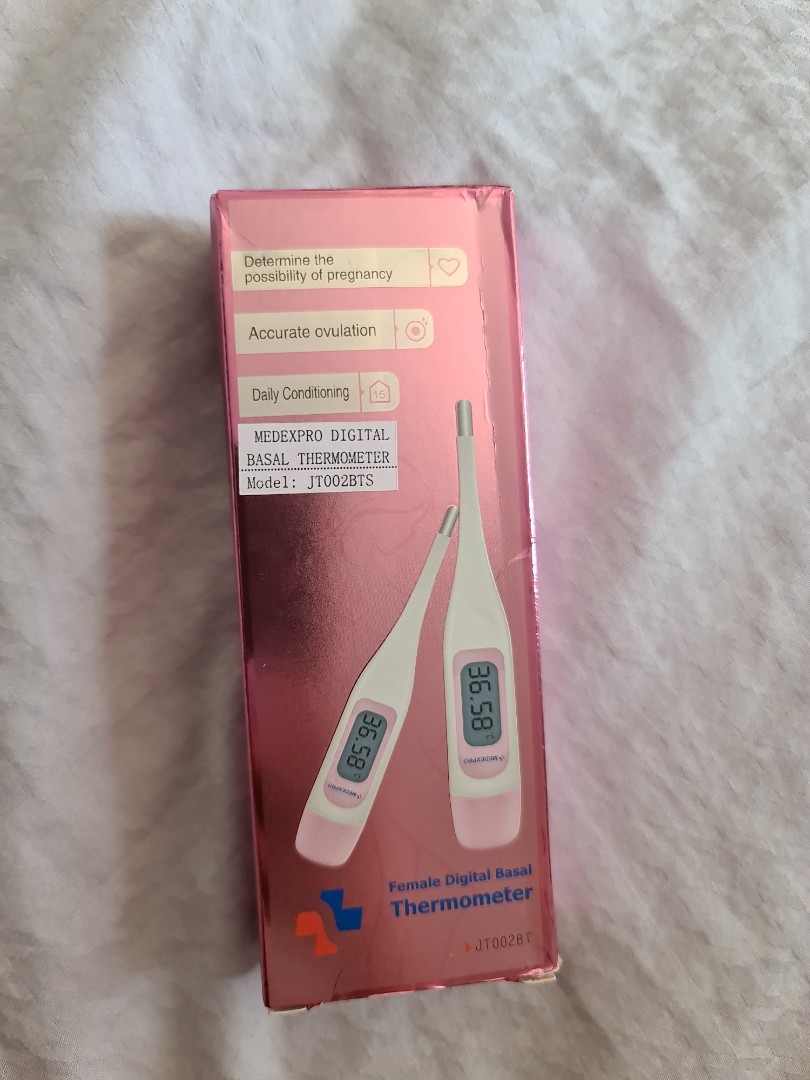 Determine the
possibility of pregnancy
Accurate ovulation
Daily Conditioning
15
MEDEXPRO DIGITAL
BASAL THERMOMETER
Model: JT002BTS
36.58
°C
MEDEXPRO
36.58
°C
MEDEXPRO
Female Digital Basal
Thermometer
JT002BT